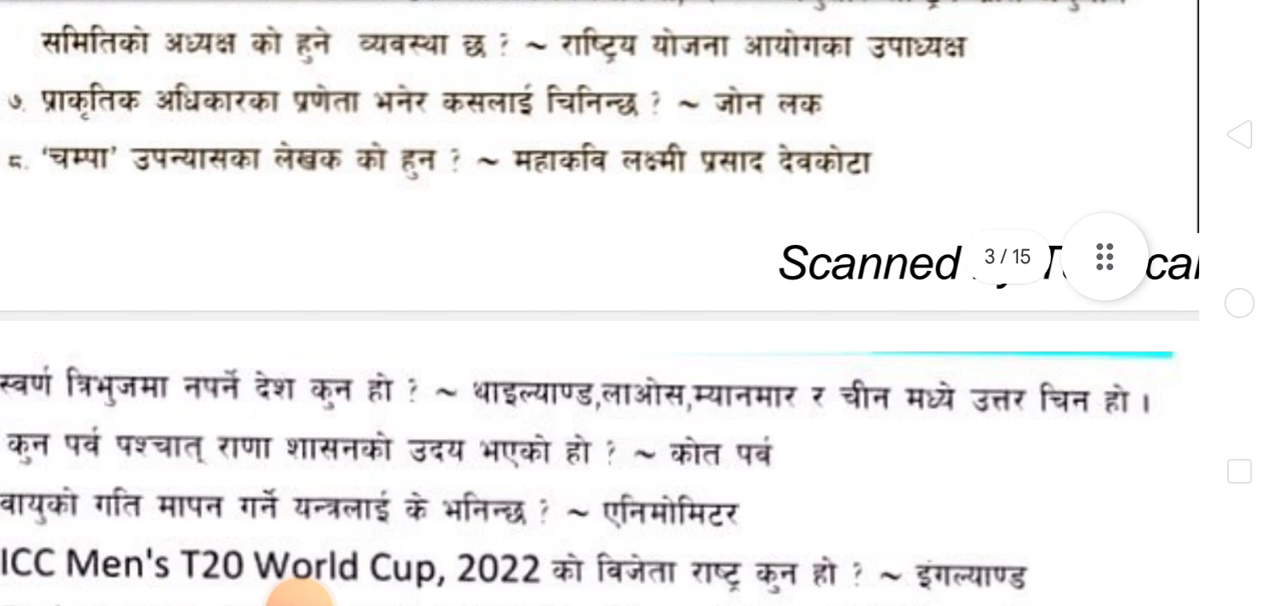 समितिको अध्यक्ष को हुने व्यवस्था छ ? ~ राष्ट्रिय योजना आयोगका उपाध्यक्ष
७. प्राकृतिक अधिकारका प्रणेता भनेर कसलाई चिनिन्छ ? ~ जोन लक
८. 'चम्पा' उपन्यासका लेखक को हुन ? ~ महाकवि लक्ष्मी प्रसाद देवकोटा
Scanned
3 / 15
स्वर्ण त्रिभुजमा नपर्ने देश कुन हो ? ~ थाइल्याण्ड,लाओस,म्यानमार र चीन मध्ये उत्तर चिन हो ।
कुन पर्व पश्चात् राणा शासनको उदय भएको हो ? ~ कोत पर्व
वायुको गति मापन गर्ने यन्त्रलाई के भनिन्छ ? ~ एनिमोमिटर
ICC Men's T20 World Cup, 2022 को विजेता राष्ट्र कुन हो ? ~ इंगल्याण्ड